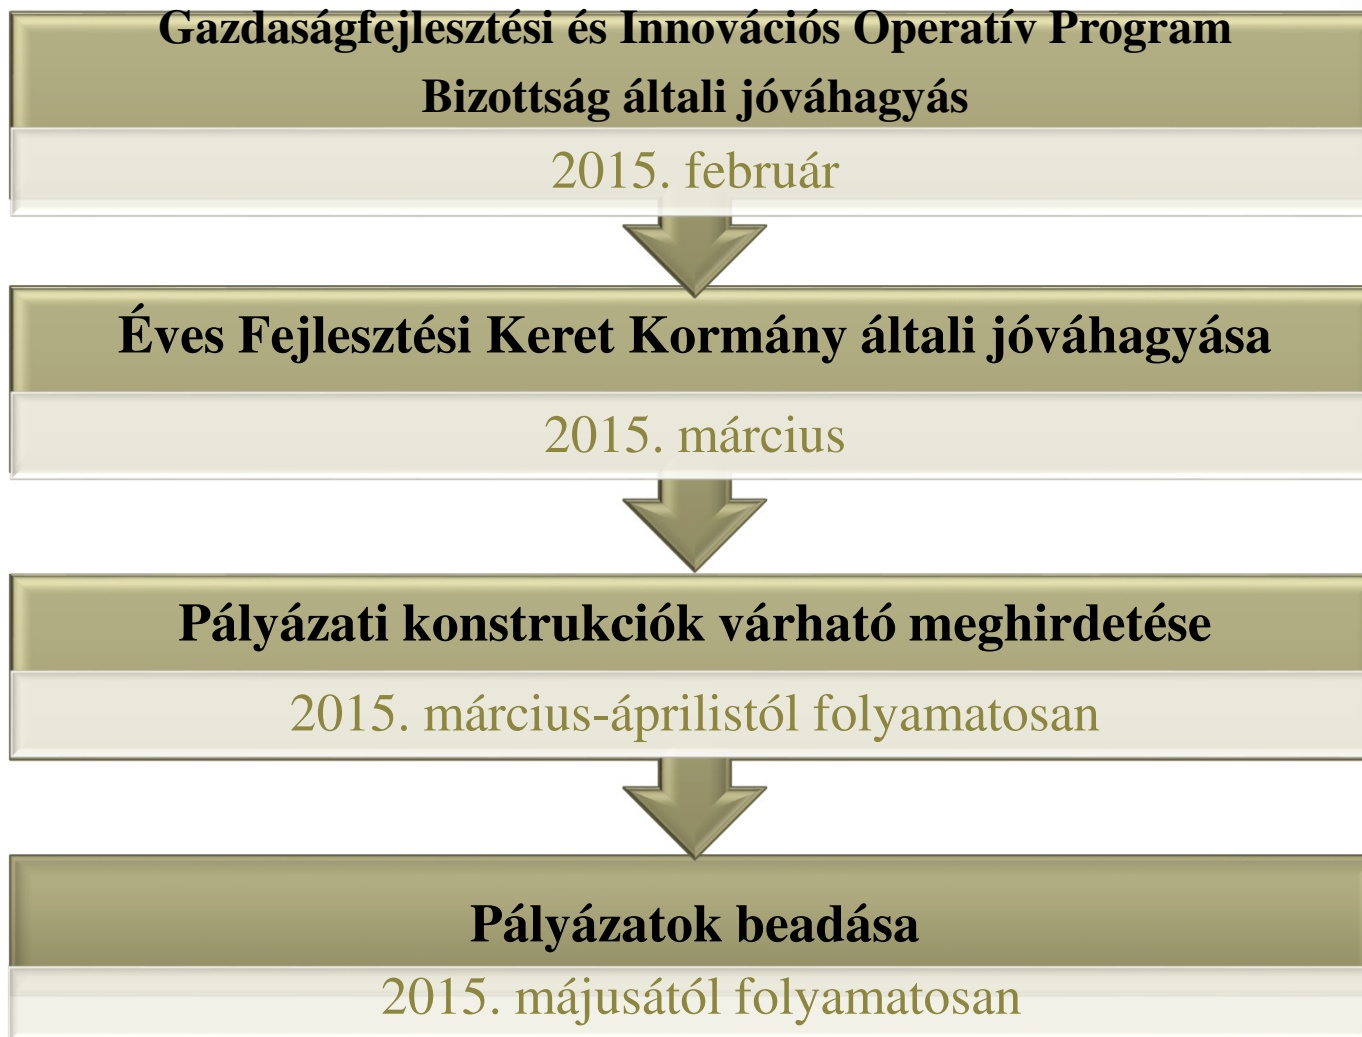 Gazdaságfejlesztési és Innovációs Operatív Program
Bizottság általi jóváhagyás
2015. február
Éves Fejlesztési Keret Kormány általi jóváhagyása
2015. március
Pályázati konstrukciók várható meghirdetése
2015. március-áprilistól folyamatosan
Pályázatok beadása
2015. májusától folyamatosan